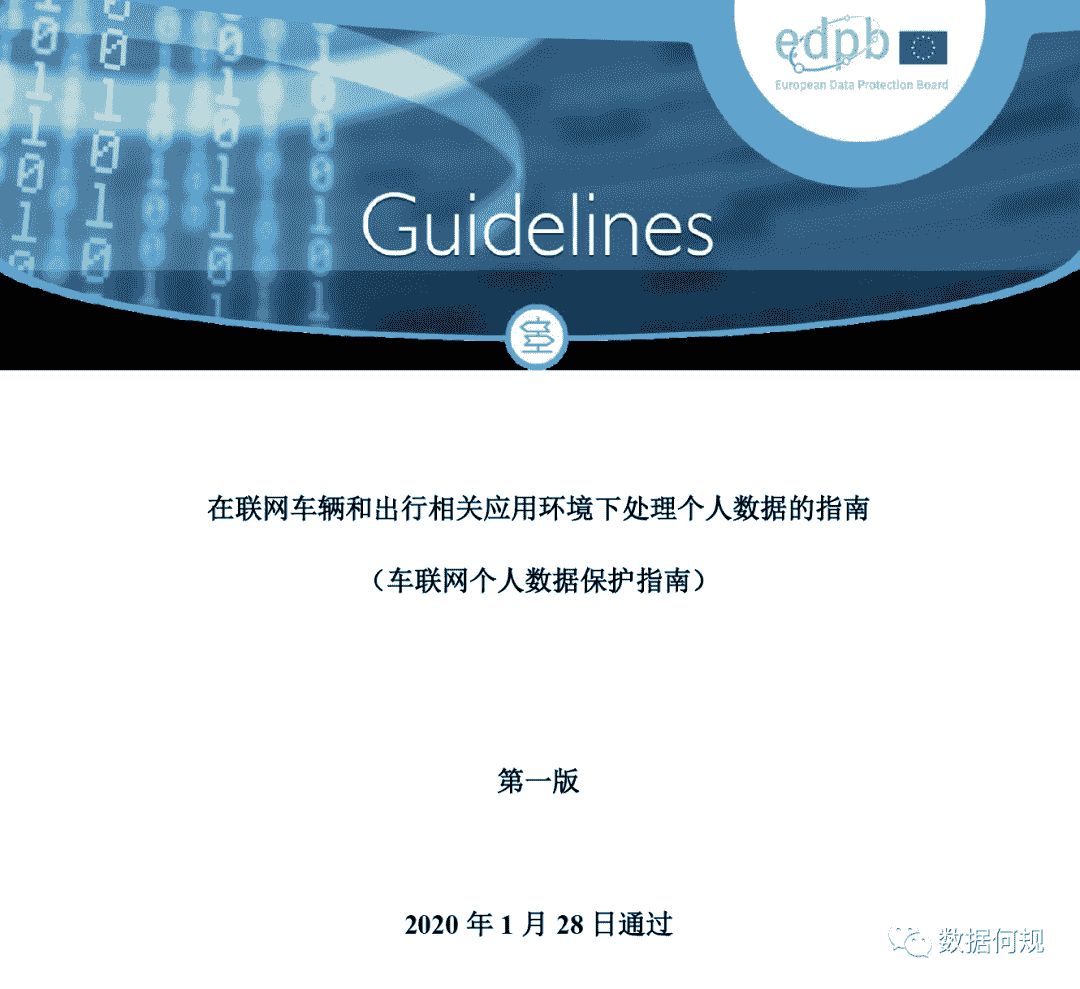 edpb
European Data Protection Board
Guidelines
在联网车辆和出行相关应用环境下处理个人数据的指南
（车联网个人数据保护指南）
第一版
2020 年 1 月 28 日通过
数据何规